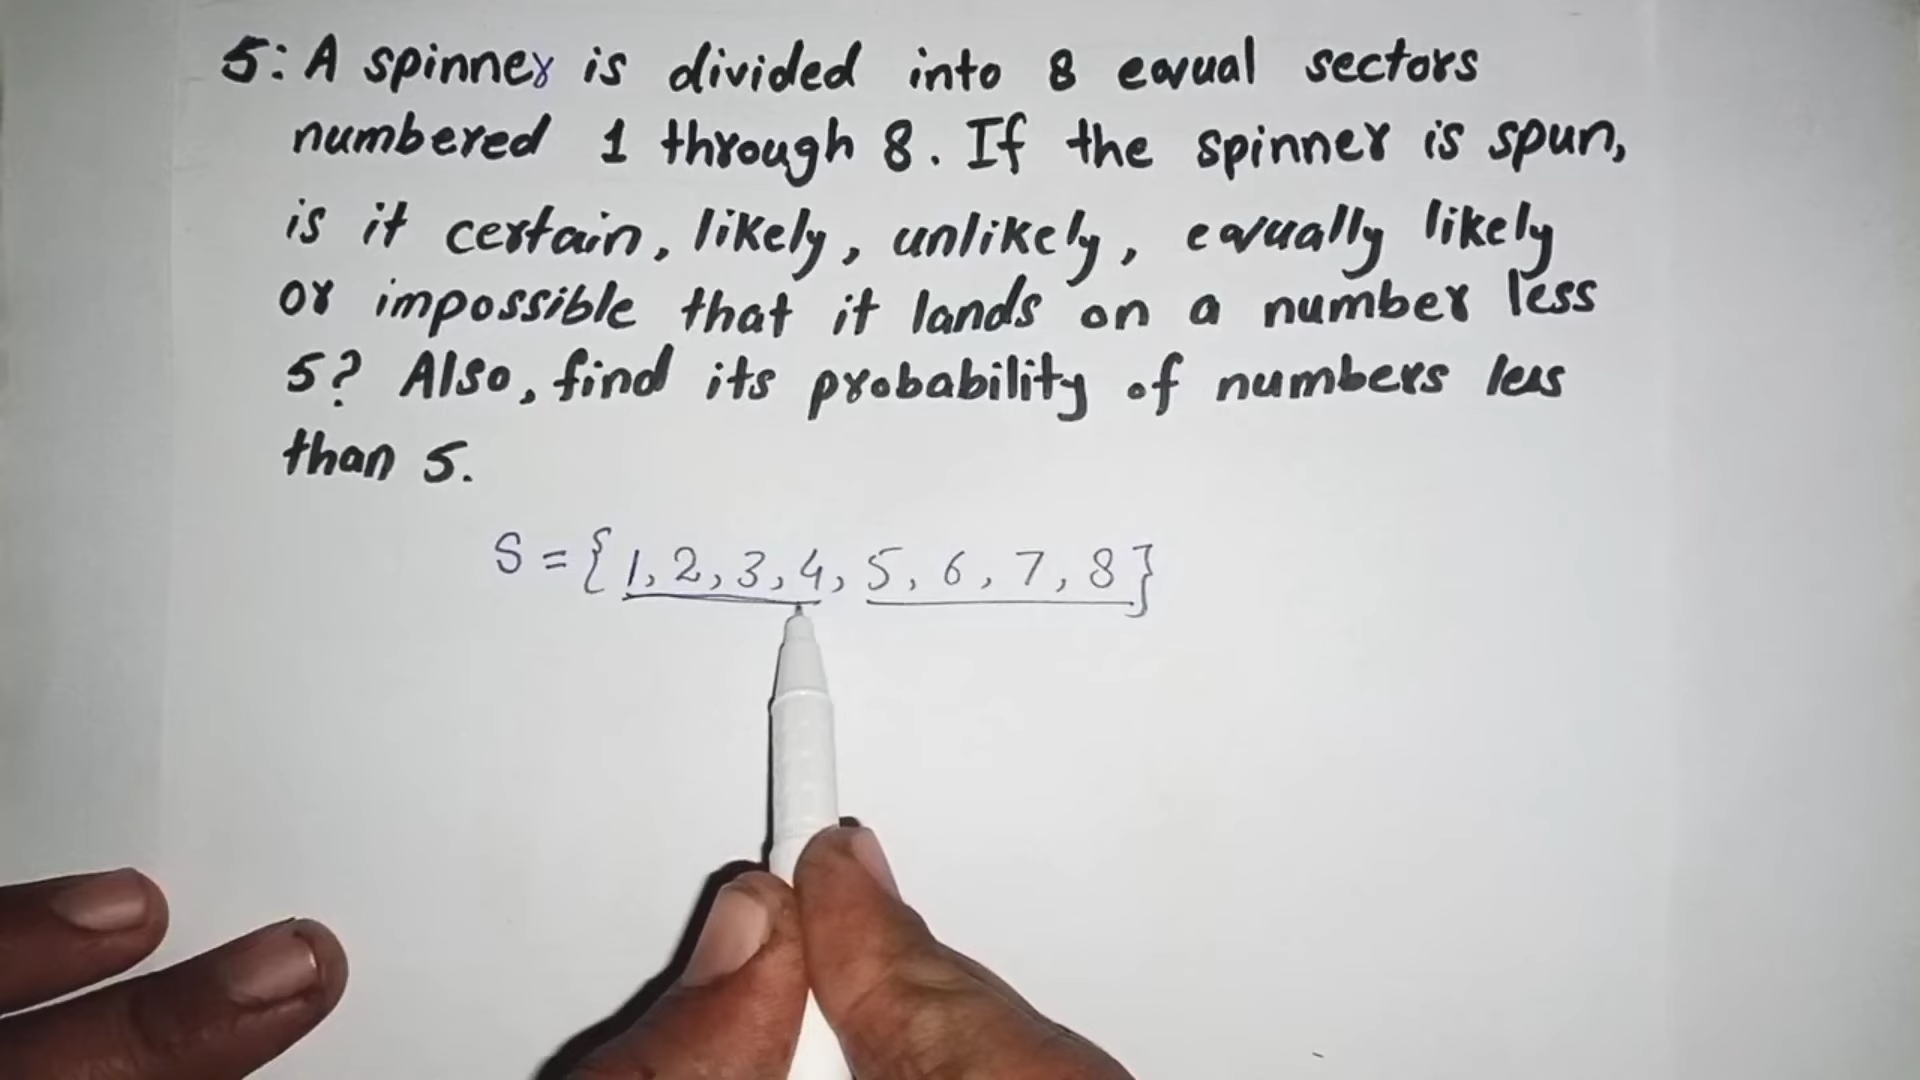 5: A spinner is divided into 8 equal sectors
numbered 1 through 8. If the spinner is spun,
is it certain, likely, unlikely, equally likely
or impossible that it lands on a number less
5? Also, find its probability of numbers less
than 5.
S = {1, 2, 3, 4, 5, 6, 7, 8}